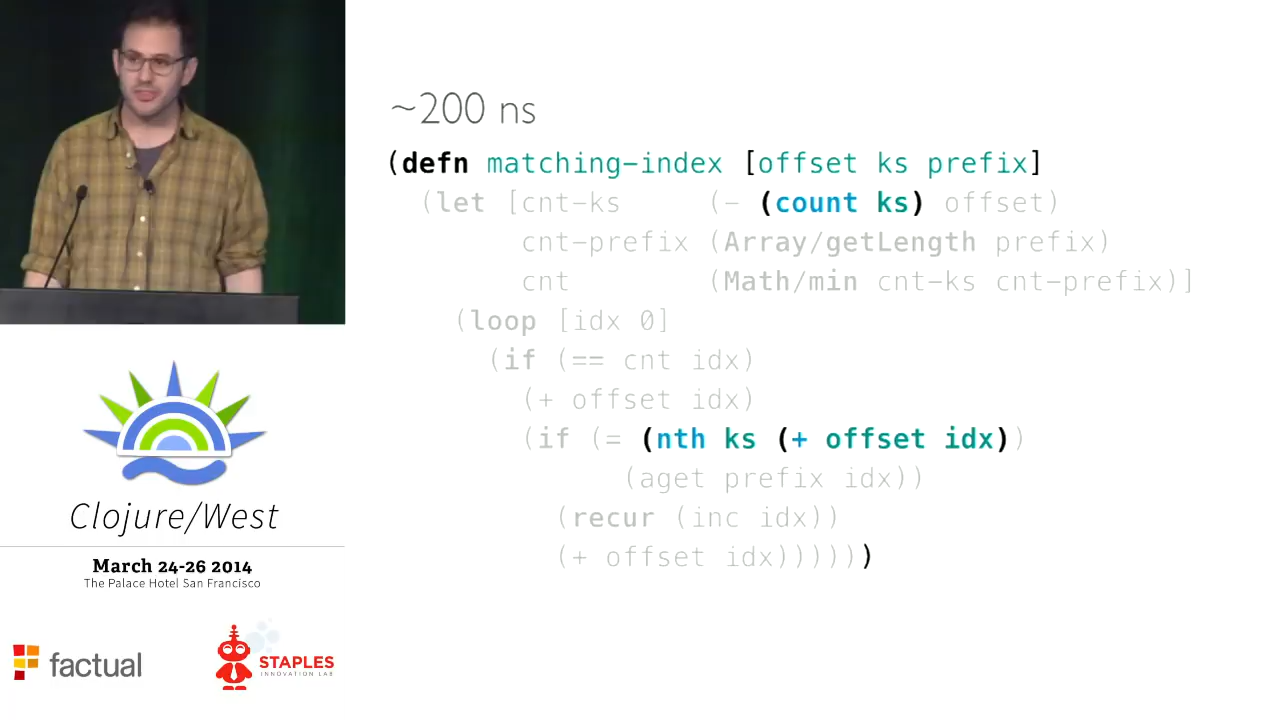 ~200 ns
(defn matching-index [offset ks prefix]
(let [cnt-ks (- (count ks) offset)
cnt-prefix (Array/getLength prefix)
cnt (Math/min cnt-ks cnt-prefix)]
(loop [idx 0]
(if (== cnt idx)
(+ offset idx)
(if (= (nth ks (+ offset idx))
(aget prefix idx))
(recur (inc idx))
(+ offset idx))))))
Clojure/West
March 24-26 2014
The Palace Hotel San Francisco
factual
STAPLES
INNOVATION LAB